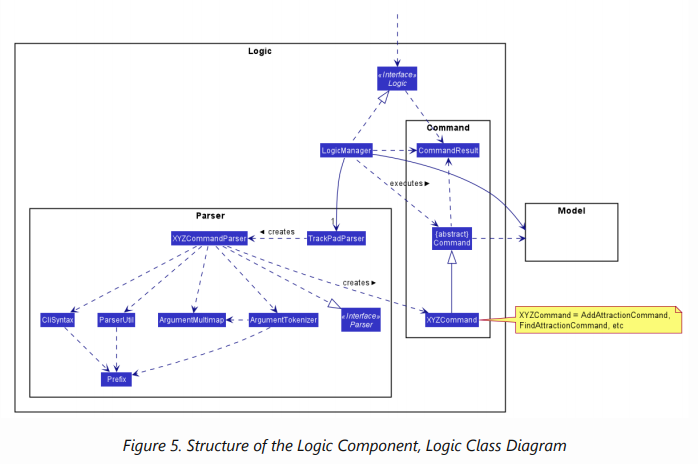 Logic
«Interface»
Logic
Command
LogicManager
CommandResult
executes ►
Model
Parser
1
◄ creates
XYZCommandParser
TrackPadParser
{abstract}
Command
creates ►
CliSyntax
ParserUtil
ArgumentMultimap
ArgumentTokenizer
«Interface»
Parser
XYZCommand
XYZCommand = AddAttractionCommand,
FindAttractionCommand, etc
Prefix
Figure 5. Structure of the Logic Component, Logic Class Diagram